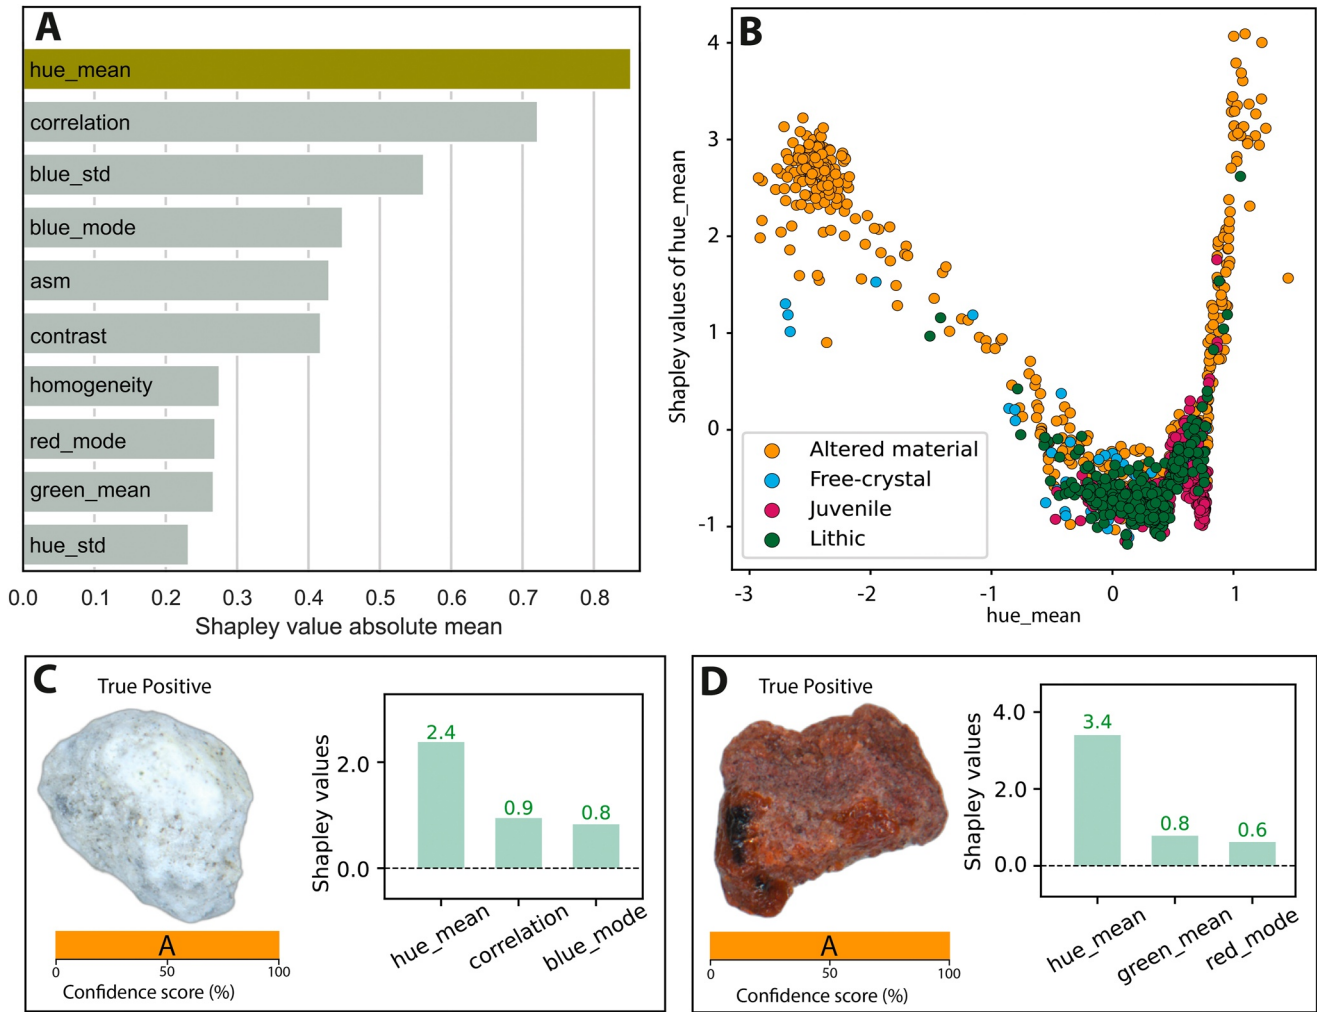 A
hue_mean
correlation
blue_std
blue_mode
asm
contrast
homogeneity
red_mode
green_mean
hue_std
0.0 0.1 0.2 0.3 0.4 0.5 0.6 0.7 0.8
Shapley value absolute mean
B
Shapley values of hue_mean
4
3
2
1
0
-1
Altered material
Free-crystal
Juvenile
Lithic
-3 -2 -1 0 1
hue_mean
C
True Positive
A
0 50 100
Confidence score (%)
Shapley values
2.0
0.0
2.4
0.9
0.8
hue_mean
correlation
blue_mode
D
True Positive
A
0 50 100
Confidence score (%)
Shapley values
4.0
2.0
0.0
3.4
0.8
0.6
hue_mean
green_mean
red_mode